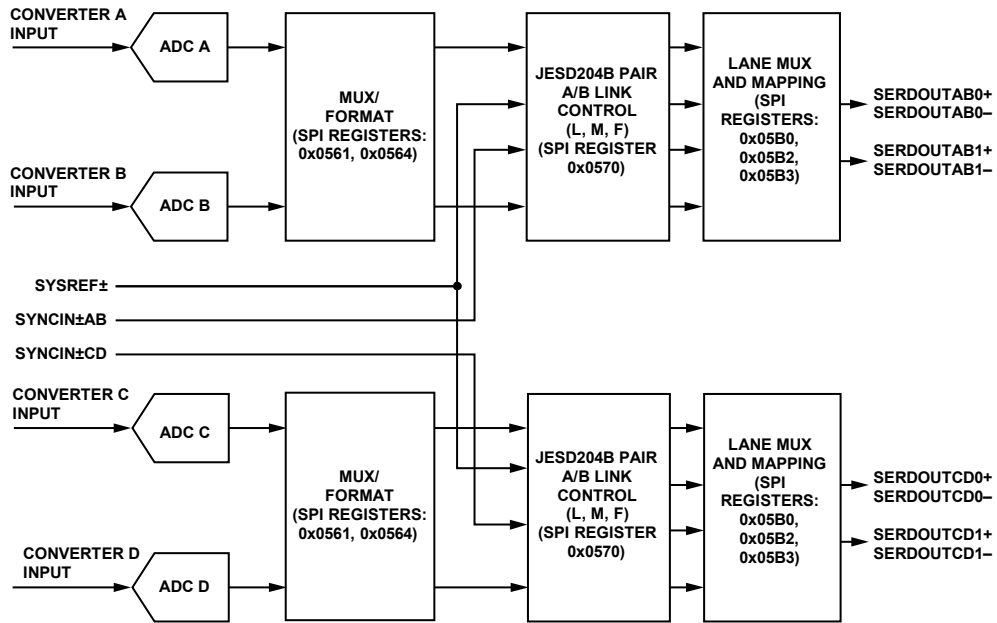 CONVERTER A
INPUT
ADC A
MUX/
FORMAT
(SPI REGISTERS:
0x0561, 0x0564)
JESD204B PAIR
A/B LINK
CONTROL
(L, M, F)
(SPI REGISTER
0x0570)
LANE MUX
AND MAPPING
(SPI
REGISTERS:
0x05B0,
0x05B2,
0x05B3)
SERDOUTAB0+
SERDOUTAB0–
SERDOUTAB1+
SERDOUTAB1–
CONVERTER B
INPUT
ADC B
SYSREF±
SYNCIN±AB
SYNCIN±CD
CONVERTER C
INPUT
ADC C
MUX/
FORMAT
(SPI REGISTERS:
0x0561, 0x0564)
JESD204B PAIR
A/B LINK
CONTROL
(L, M, F)
(SPI REGISTER
0x0570)
LANE MUX
AND MAPPING
(SPI
REGISTERS:
0x05B0,
0x05B2,
0x05B3)
SERDOUTCD0+
SERDOUTCD0–
SERDOUTCD1+
SERDOUTCD1–
CONVERTER D
INPUT
ADC D